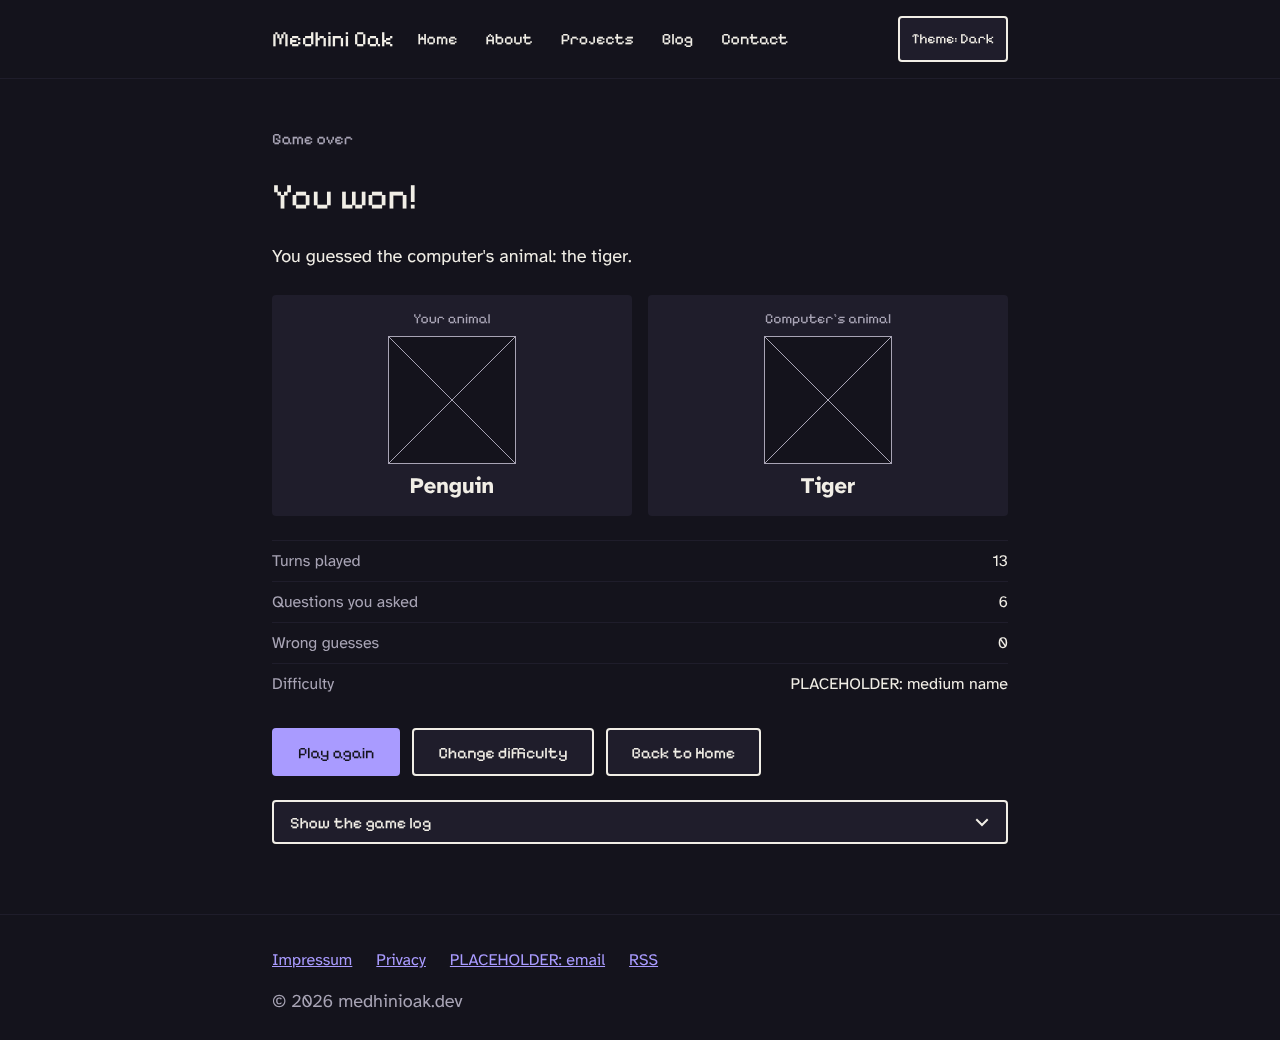 Medhini Oak Home About Projects Blog Contact Theme: Dark
Game over
You won!
You guessed the computer's animal: the tiger.
Your animal
Penguin
Computer's animal
Tiger
Turns played 13
Questions you asked 6
Wrong guesses 0
Difficulty PLACEHOLDER: medium name
Play again Change difficulty Back to Home
Show the game log
Impressum Privacy PLACEHOLDER: email RSS
© 2026 medhinioak.dev